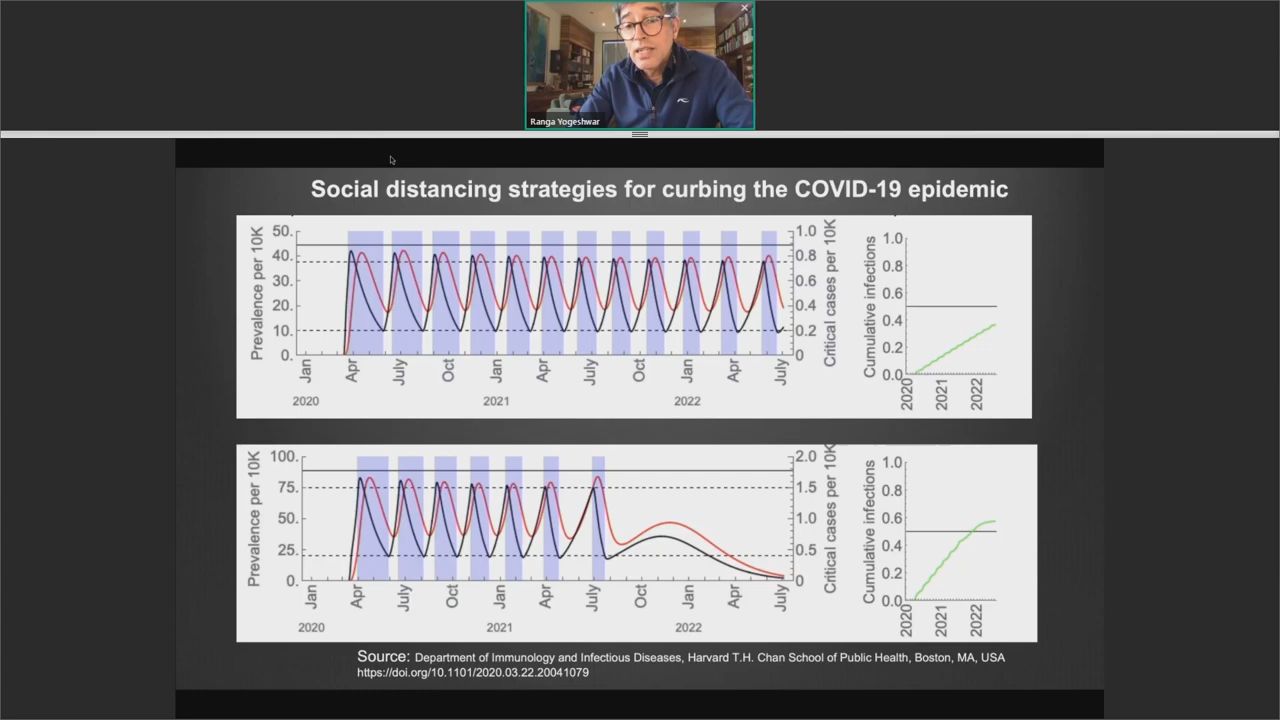 Ranga Yogeshwar
Social distancing strategies for curbing the COVID-19 epidemic
Prevalence per 10K
50.
40.
30.
20.
10.
0.
1.0
0.8
0.6
0.4
0.2
0
Critical cases per 10K
Jan
Apr
July
Oct
Jan
Apr
July
Oct
Jan
Apr
July
2020
2021
2022
Cumulative infections
1.0
0.8
0.6
0.4
0.2
0.0
2020
2021
2022
Prevalence per 10K
100.
75.
50.
25.
0.
2.0
1.5
1.0
0.5
0
Critical cases per 10K
Jan
Apr
July
Oct
Jan
Apr
July
Oct
Jan
Apr
July
2020
2021
2022
Cumulative infections
1.0
0.8
0.6
0.4
0.2
0.0
2020
2021
2022
Source: Department of Immunology and Infectious Diseases, Harvard T.H. Chan School of Public Health, Boston, MA, USA
https://doi.org/10.1101/2020.03.22.20041079